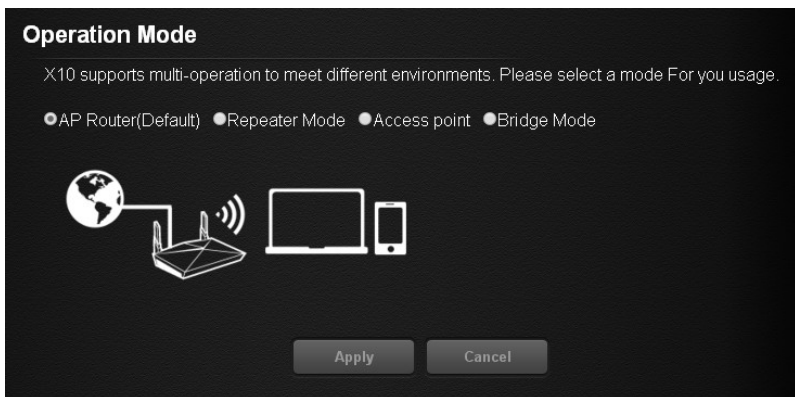 Operation Mode
X10 supports multi-operation to meet different environments. Please select a mode For you usage.
AP Router(Default) Repeater Mode Access point Bridge Mode
Apply Cancel